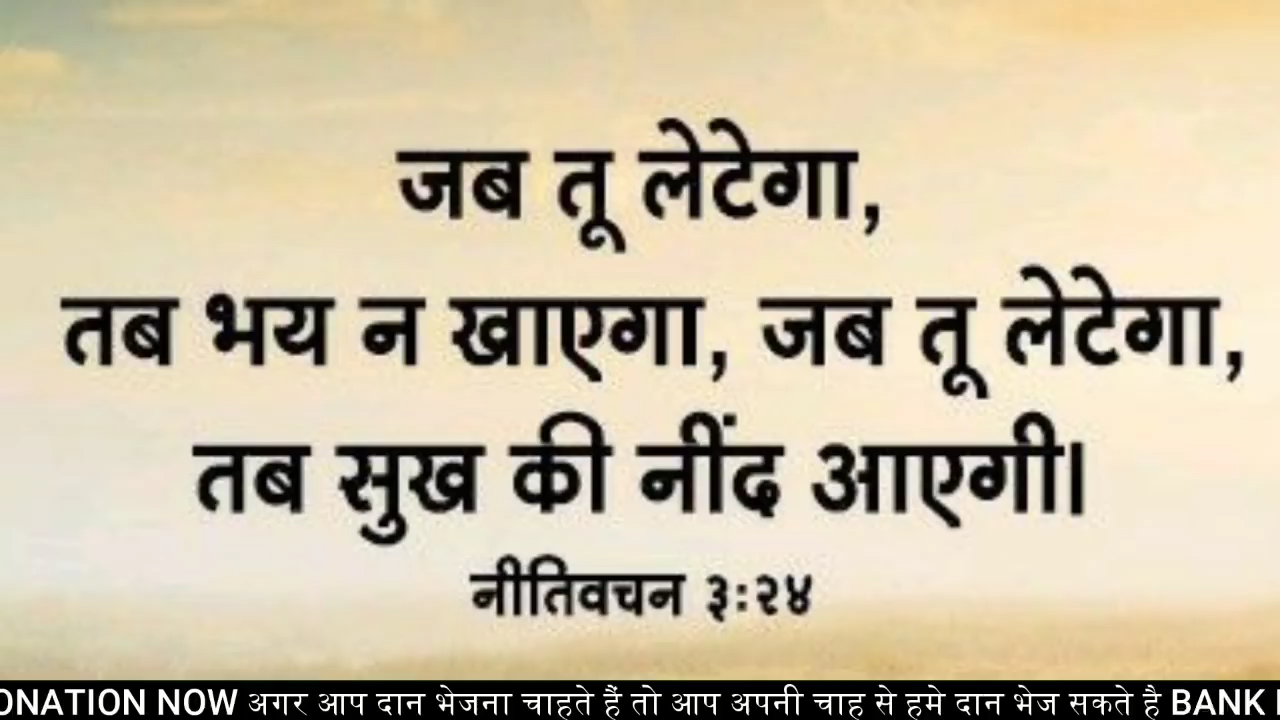 जब तू लेटेगा,
तब भय न खाएगा, जब तू लेटेगा,
तब सुख की नींद आएगी।
नीतिवचन ३:२४
ONATION NOW अगर आप दान भेजना चाहते हैं तो आप अपनी चाह से हमे दान भेज सकते है BANK